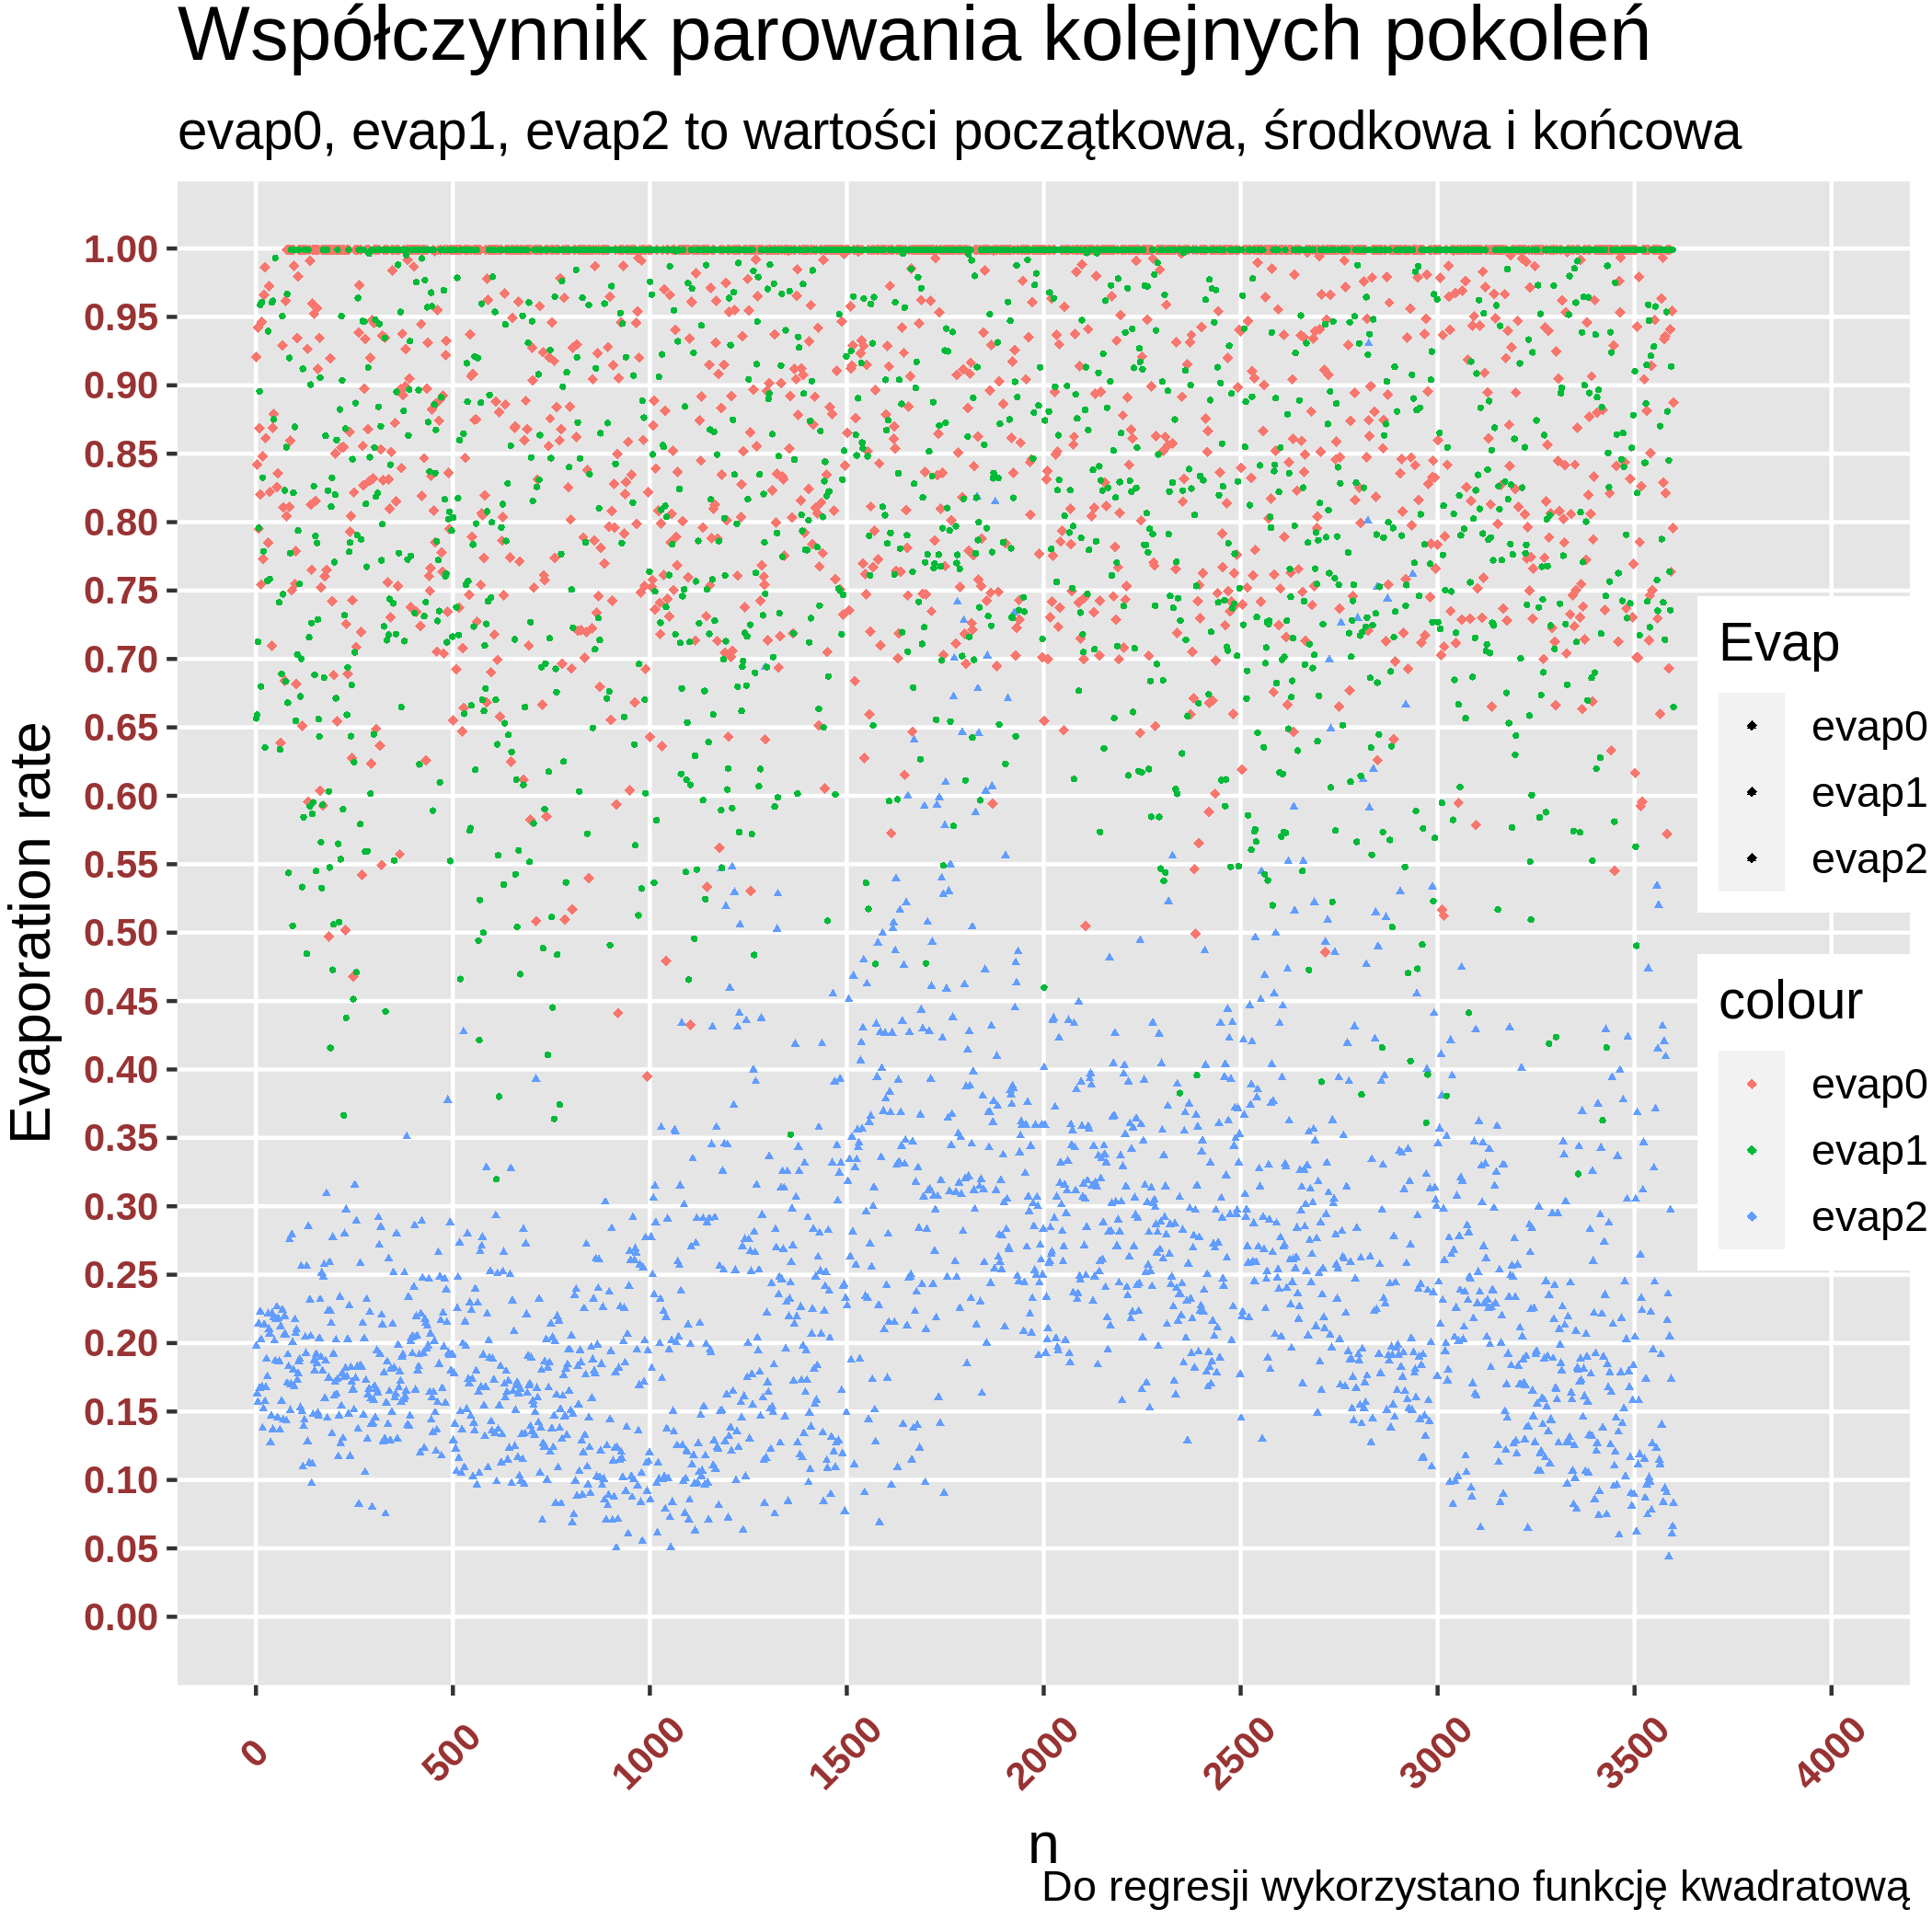 Współczynnik parowania kolejnych pokoleń
evap0, evap1, evap2 to wartości początkowa, środkowa i końcowa
Evaporation rate
1.00
0.95
0.90
0.85
0.80
0.75
0.70
0.65
0.60
0.55
0.50
0.45
0.40
0.35
0.30
0.25
0.20
0.15
0.10
0.05
0.00
Evap
evap0
evap1
evap2
colour
evap0
evap1
evap2
0
500
1000
1500
2000
2500
3000
3500
4000
n
Do regresji wykorzystano funkcję kwadratową